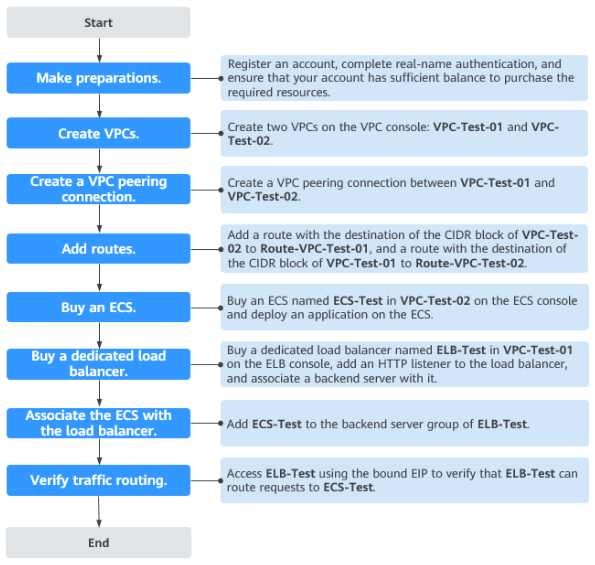 Start
Make preparations.
Register an account, complete real-name authentication, and
ensure that your account has sufficient balance to purchase the
required resources.
Create VPCs.
Create two VPCs on the VPC console: VPC-Test-01 and VPC-
Test-02.
Create a VPC peering
connection.
Create a VPC peering connection between VPC-Test-01 and
VPC-Test-02.
Add routes.
Add a route with the destination of the CIDR block of VPC-Test-
02 to Route-VPC-Test-01, and a route with the destination of
the CIDR block of VPC-Test-01 to Route-VPC-Test-02.
Buy an ECS.
Buy an ECS named ECS-Test in VPC-Test-02 on the ECS console
and deploy an application on the ECS.
Buy a dedicated load
balancer.
Buy a dedicated load balancer named ELB-Test in VPC-Test-01
on the ELB console, add an HTTP listener to the load balancer,
and associate a backend server with it.
Associate the ECS with
the load balancer.
Add ECS-Test to the backend server group of ELB-Test.
Verify traffic routing.
Access ELB-Test using the bound EIP to verify that ELB-Test can
route requests to ECS-Test.
End